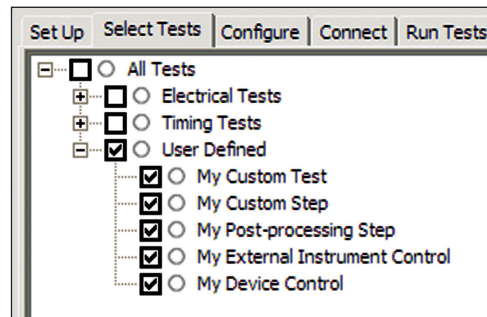 Set Up Select Tests Configure Connect Run Tests
All Tests
Electrical Tests
Timing Tests
User Defined
My Custom Test
My Custom Step
My Post-processing Step
My External Instrument Control
My Device Control